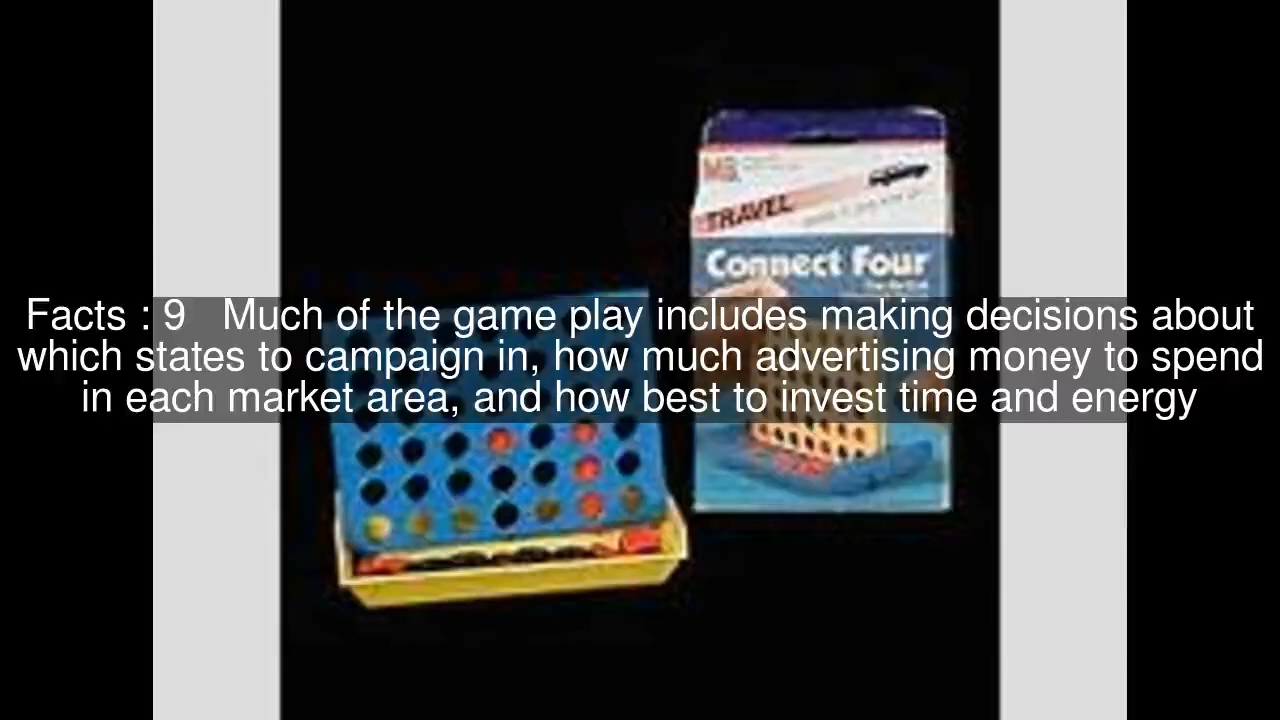 TRAVEL
Connect Four
Facts : 9 Much of the game play includes making decisions about
which states to campaign in, how much advertising money to spend
in each market area, and how best to invest time and energy